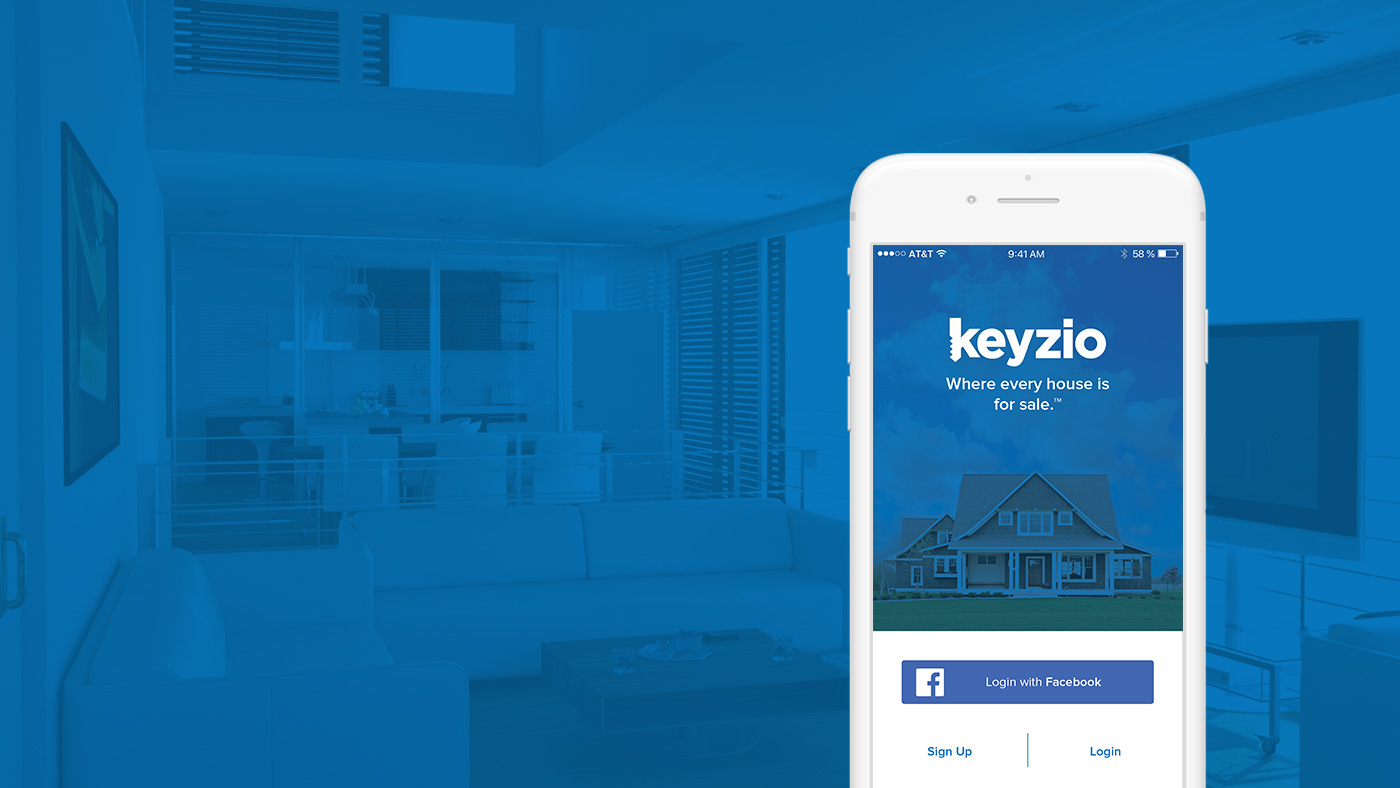 AT&T 9:41 AM 58 %
keyzio
Where every house is
for sale.™
Login with Facebook
Sign Up Login